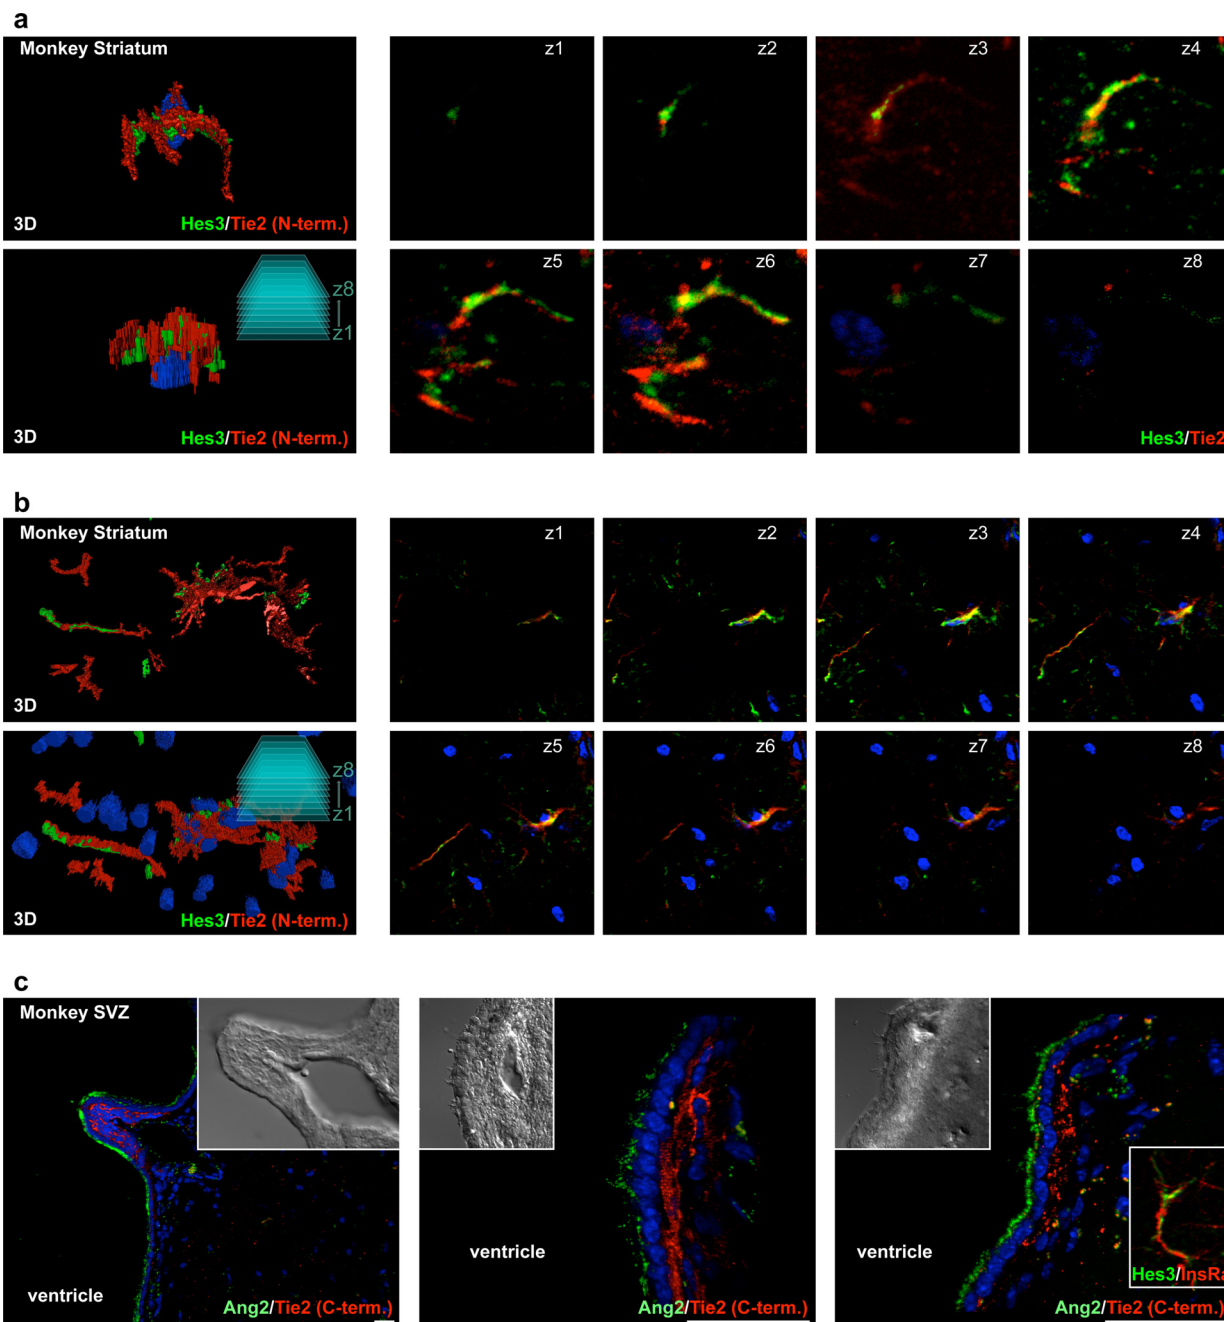 a
Monkey Striatum
3D
Hes3/Tie2 (N-term.)
z1
z2
z3
z4
z8
z1
3D
Hes3/Tie2 (N-term.)
z5
z6
z7
z8
Hes3/Tie2
b
Monkey Striatum
3D
z1
z2
z3
z4
z8
z1
3D
Hes3/Tie2 (N-term.)
z5
z6
z7
z8
c
Monkey SVZ
ventricle
Ang2/Tie2 (C-term.)
ventricle
Ang2/Tie2 (C-term.)
ventricle
Hes3/InsRa
Ang2/Tie2 (C-term.)